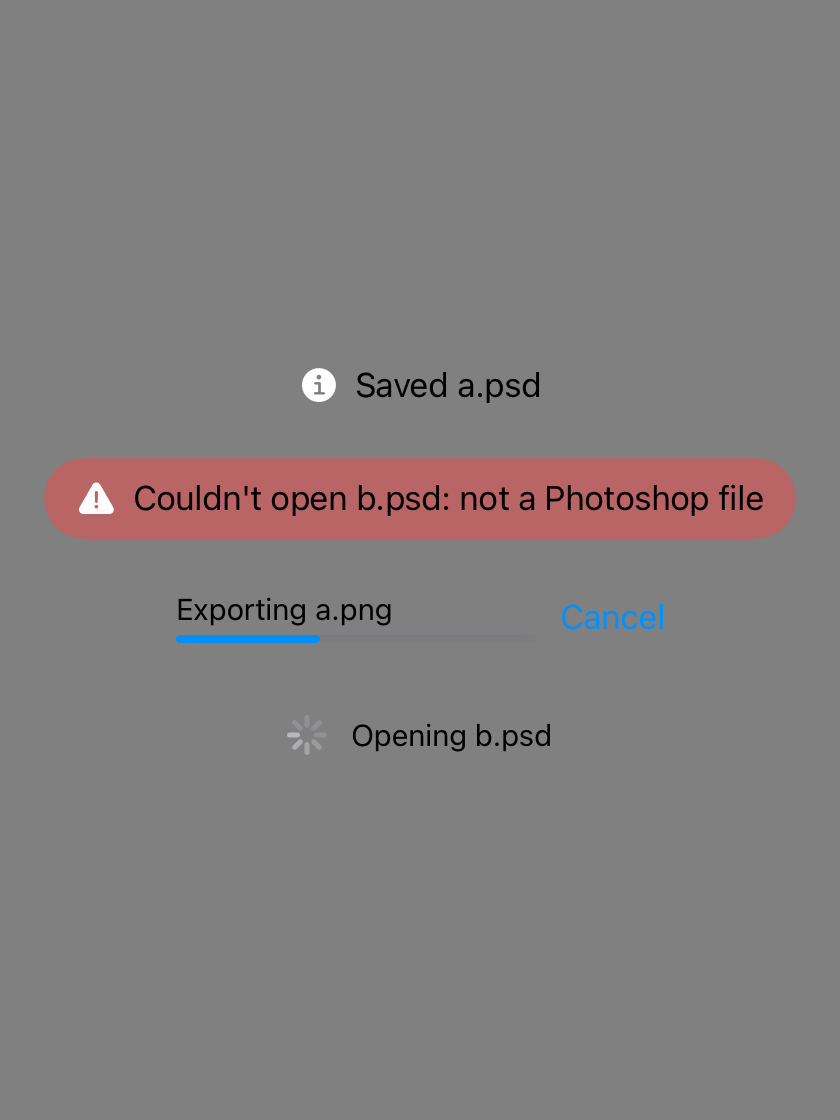 Saved a.psd
Couldn't open b.psd: not a Photoshop file
Exporting a.png
Cancel
Opening b.psd